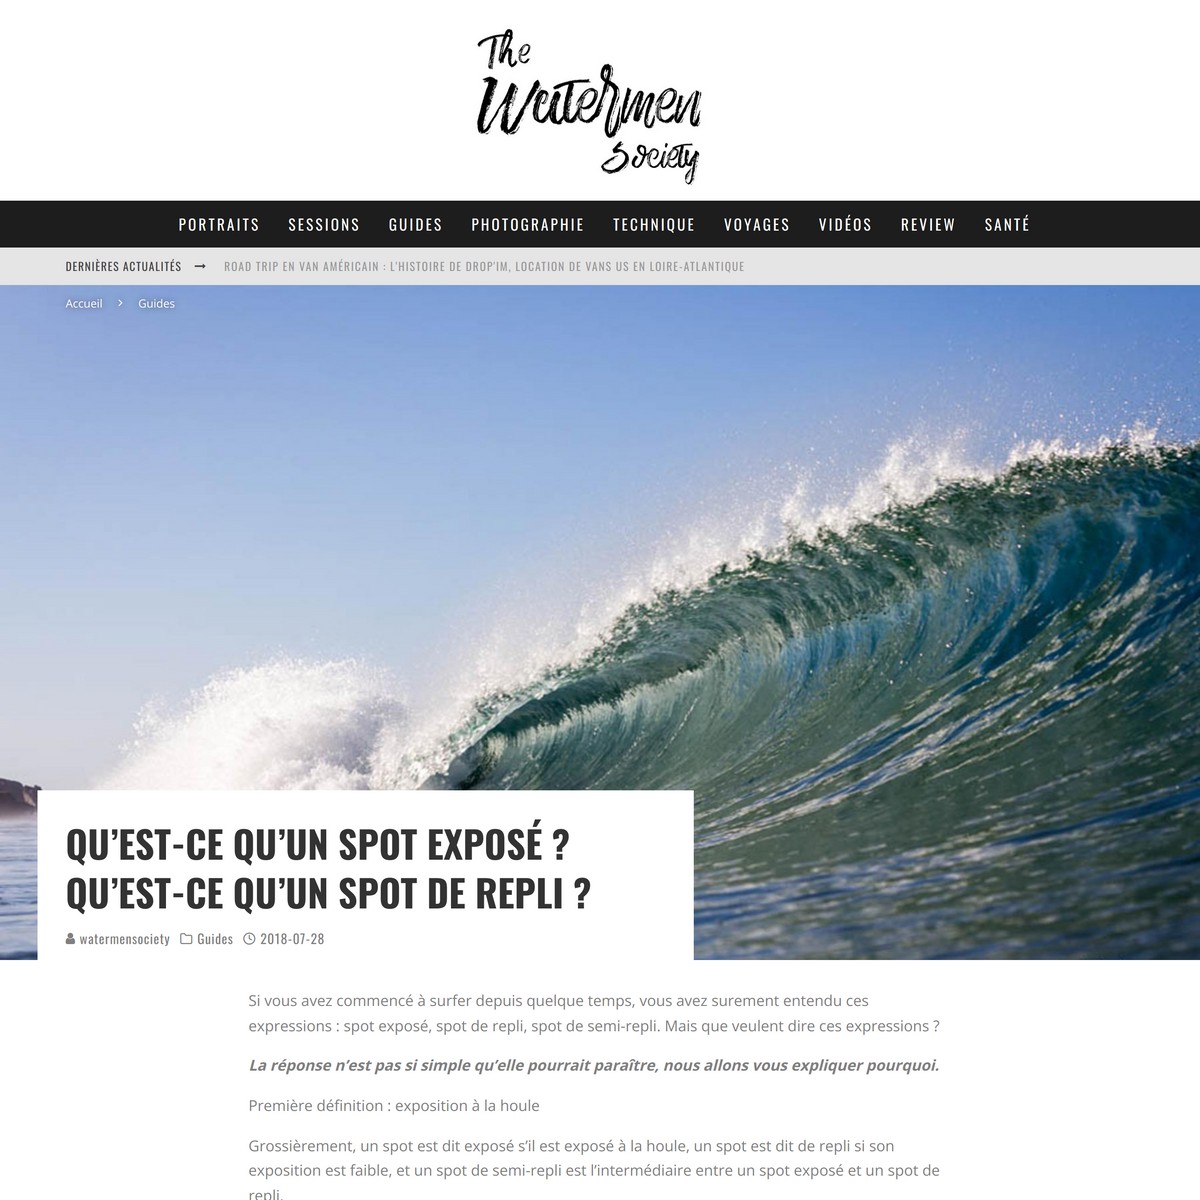 The
Watermen
Society
PORTRAITS SESSIONS GUIDES PHOTOGRAPHIE TECHNIQUE VOYAGES VIDÉOS REVIEW SANTÉ
DERNIÈRES ACTUALITÉS → ROAD TRIP EN VAN AMÉRICAIN : L'HISTOIRE DE DROP'IM, LOCATION DE VANS US EN LOIRE-ATLANTIQUE
Accueil > Guides
QU’EST-CE QU’UN SPOT EXPOSÉ ?
QU’EST-CE QU’UN SPOT DE REPLI ?
watermensociety Guides 2018-07-28
Si vous avez commencé à surfer depuis quelque temps, vous avez surement entendu ces
expressions : spot exposé, spot de repli, spot de semi-repli. Mais que veulent dire ces expressions ?
La réponse n’est pas si simple qu’elle pourrait paraître, nous allons vous expliquer pourquoi.
Première définition : exposition à la houle
Grossièrement, un spot est dit exposé s’il est exposé à la houle, un spot est dit de repli si son
exposition est faible, et un spot de semi-repli est l’intermédiaire entre un spot exposé et un spot de
repli.